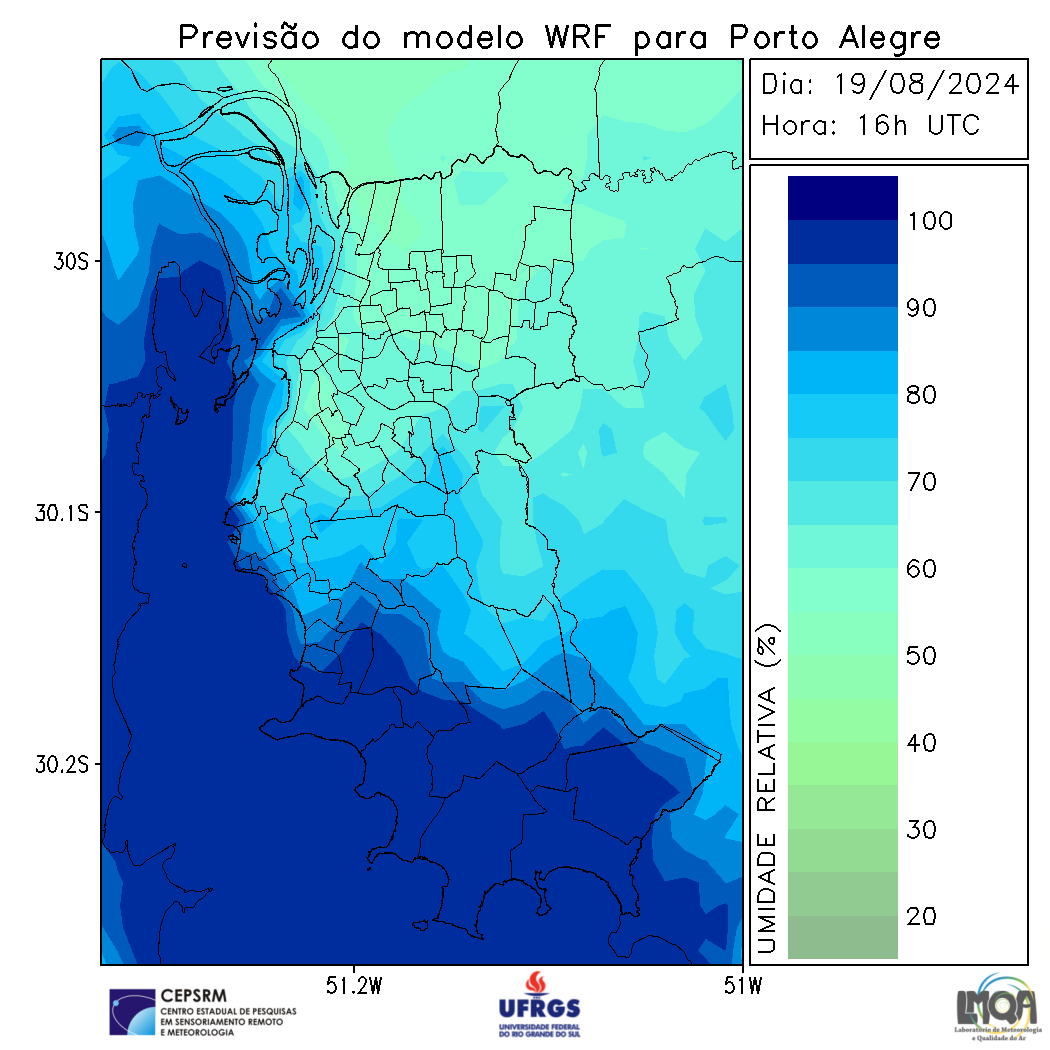 Previsão do modelo WRF para Porto Alegre
Dia: 19/08/2024
Hora: 16h UTC
30S
30.1S
30.2S
51.2W
51W
UMIDADE RELATIVA (%)
100
90
80
70
60
50
40
30
20
CEPSRM
CENTRO ESTADUAL DE PESQUISAS
EM SENSORIAMENTO REMOTO
E METEOROLOGIA
UFRGS
UNIVERSIDADE FEDERAL
DO RIO GRANDE DO SUL
LMQA
Laboratório de Meteorologia
e Qualidade do Ar